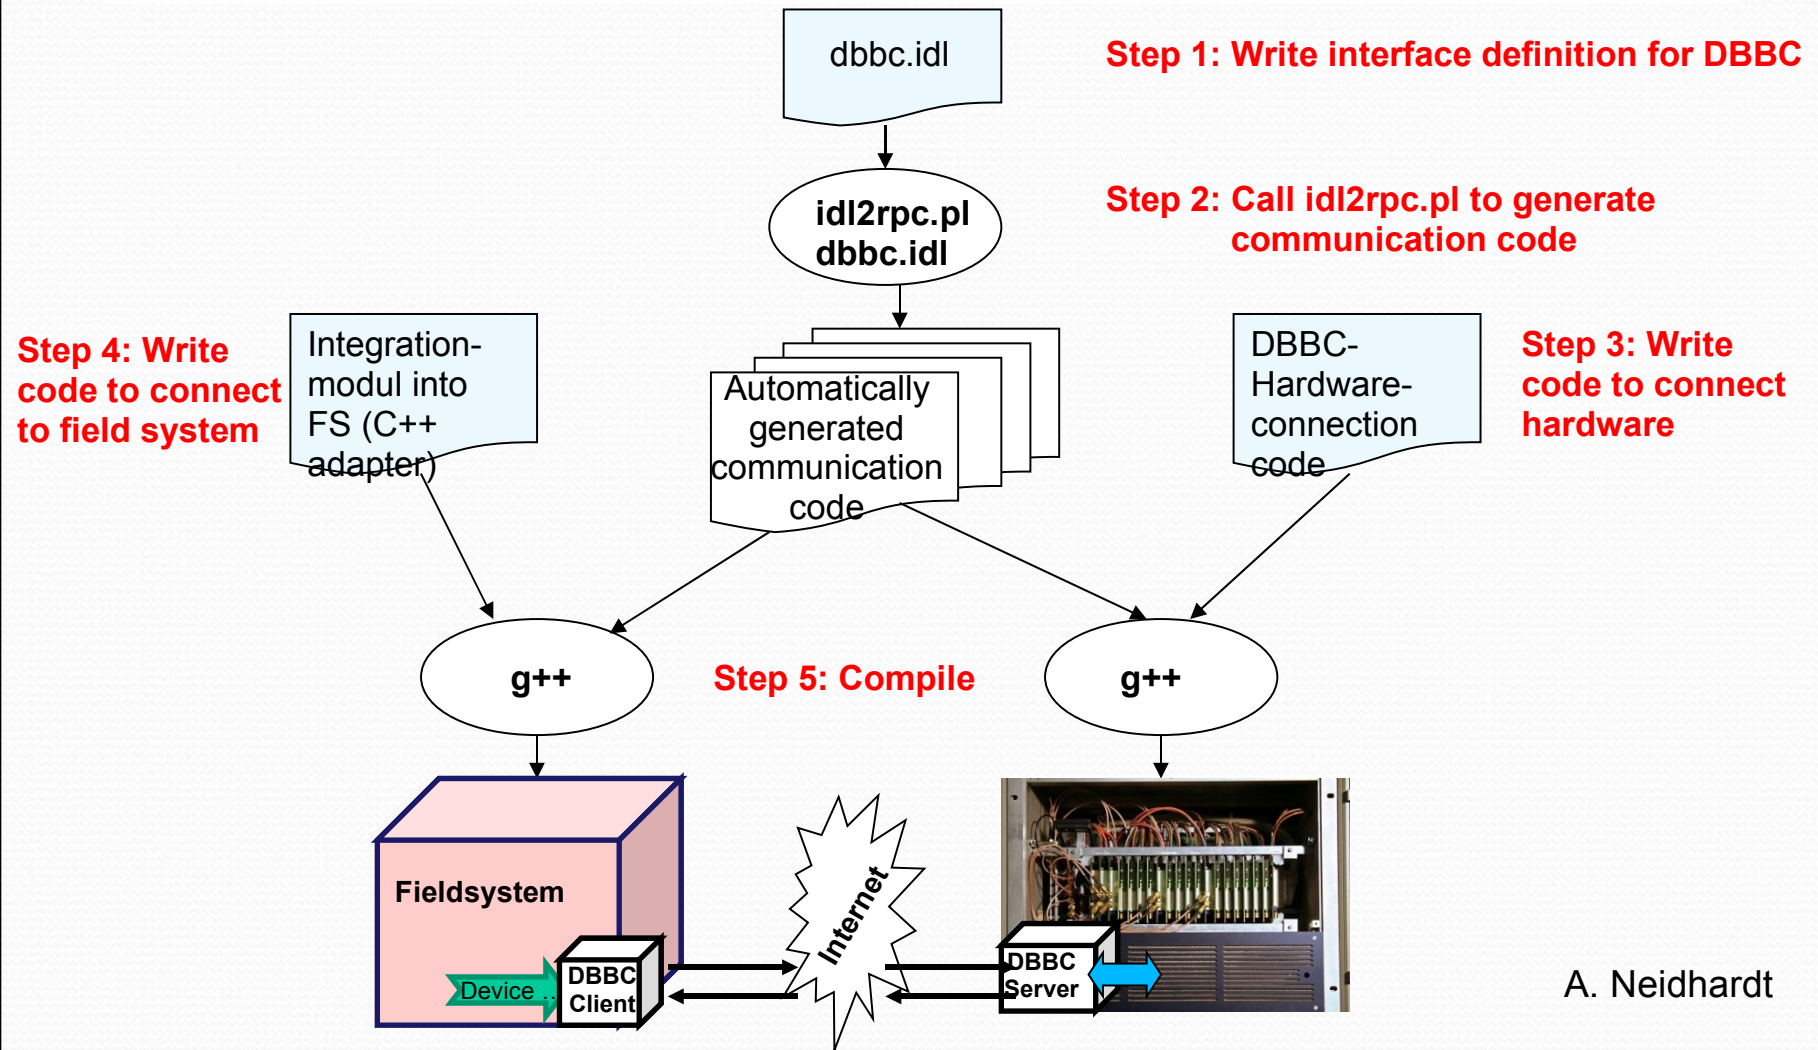 dbbc.idl
Step 1: Write interface definition for DBBC
idl2rpc.pl
dbbc.idl
Step 2: Call idl2rpc.pl to generate
communication code
Step 4: Write
code to connect
to field system
Integration-
modul into
FS (C++
adapter)
Automatically
generated
communication
code
DBBC-
Hardware-
connection
code
Step 3: Write
code to connect
hardware
g++
Step 5: Compile
g++
Fieldsystem
Device ..
DBBC
Client
Internet
DBBC
Server
A. Neidhardt